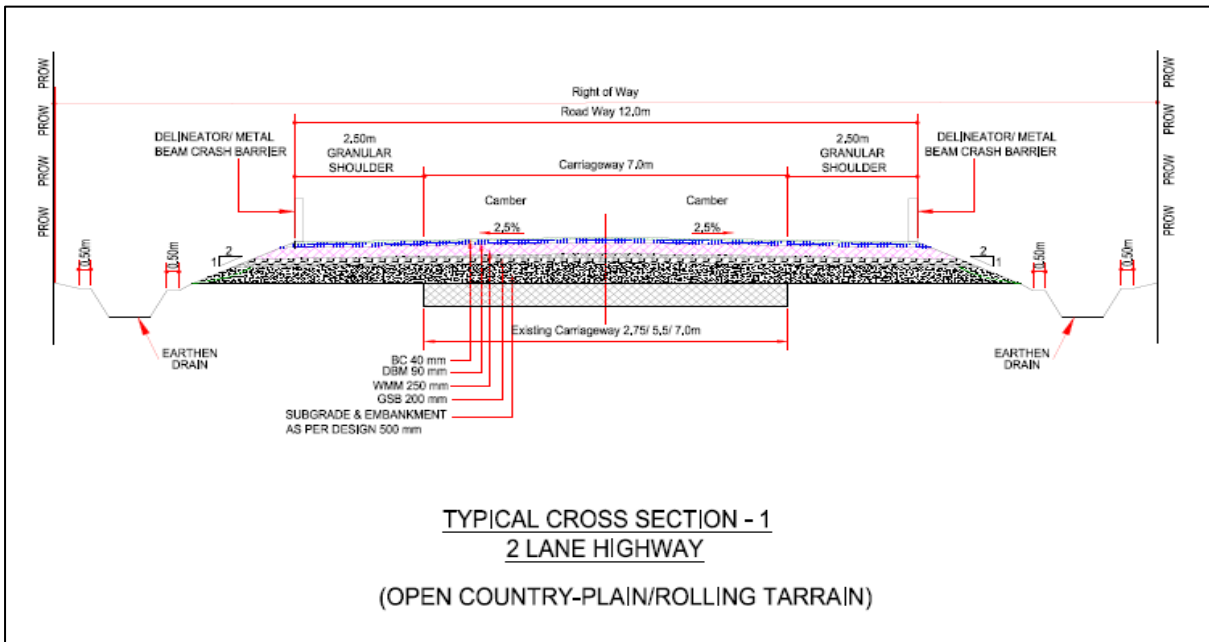 PROW
PROW
PROW
PROW
PROW
PROW
PROW
PROW
Right of Way
Road Way 12.0m
DELINEATOR/ METAL
BEAM CRASH BARRIER
2.50m
GRANULAR
SHOULDER
Carriageway 7.0m
2.50m
GRANULAR
SHOULDER
DELINEATOR/ METAL
BEAM CRASH BARRIER
Camber
Camber
2.5%
2.5%
0.50m
0.50m
2
1
2
1
0.50m
0.50m
EARTHEN
DRAIN
Existing Carriageway 2.75/ 5.5/ 7.0m
EARTHEN
DRAIN
BC 40 mm
DBM 90 mm
WMM 250 mm
GSB 200 mm
SUBGRADE & EMBANKMENT
AS PER DESIGN 500 mm
TYPICAL CROSS SECTION - 1
2 LANE HIGHWAY
(OPEN COUNTRY-PLAIN/ROLLING TARRAIN)